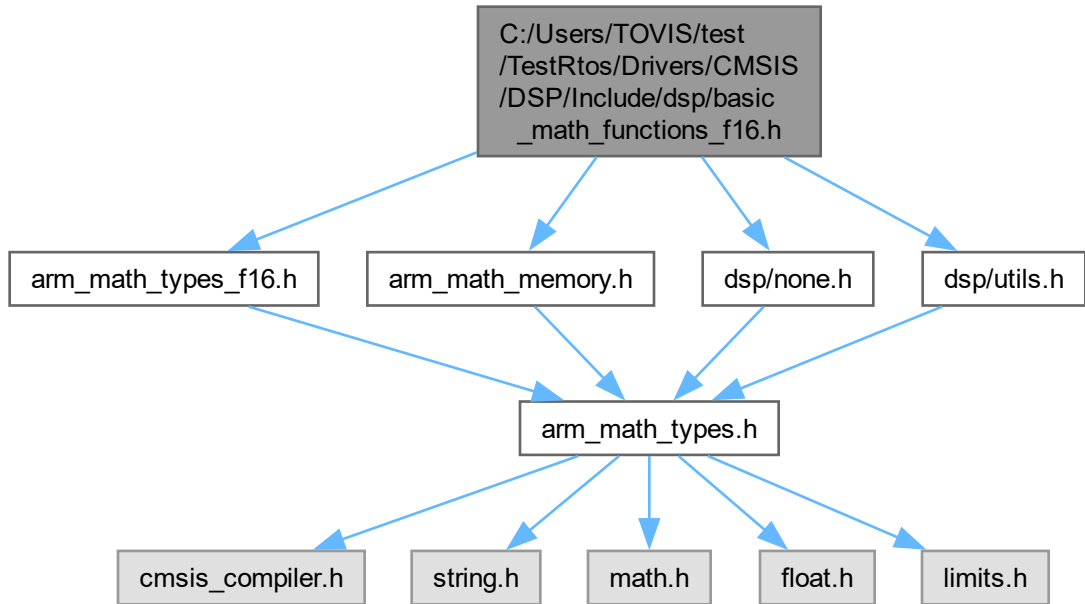 C:/Users/TOVIS/test
/TestRtos/Drivers/CMSIS
/DSP/Include/dsp/basic
_math_functions_f16.h
arm_math_types_f16.h
arm_math_memory.h
dsp/none.h
dsp/utils.h
arm_math_types.h
cmsis_compiler.h
string.h
math.h
float.h
limits.h